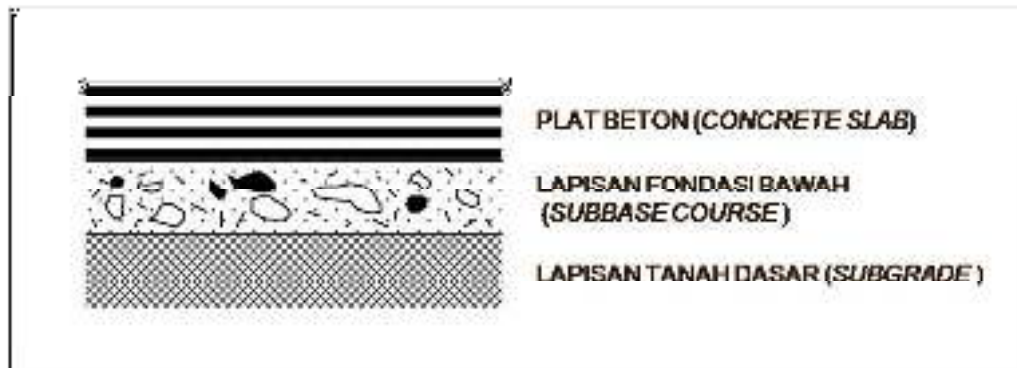 PLAT BETON (CONCRETE SLAB)
LAPISAN FONDASI BAWAH
(SUBBASE COURSE)
LAPISAN TANAH DASAR (SUBGRADE)